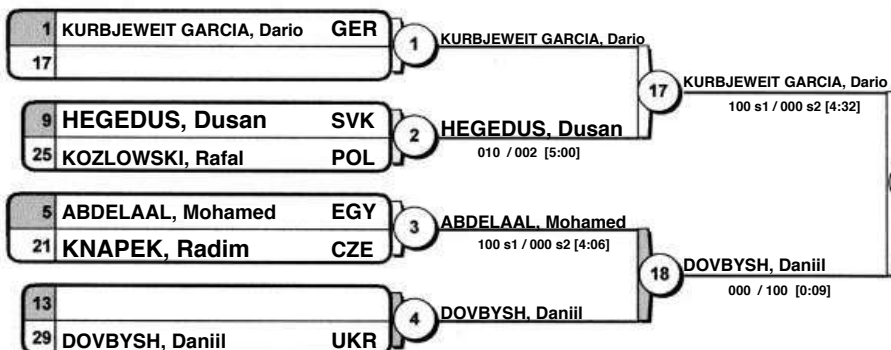 1 KURBJEWEIT GARCIA, Dario GER
17
1
KURBJEWEIT GARCIA, Dario
9 HEGEDUS, Dusan SVK
25 KOZLOWSKI, Rafal POL
2
HEGEDUS, Dusan
010 / 002 [5:00]
17
KURBJEWEIT GARCIA, Dario
100 s1 / 000 s2 [4:32]
5 ABDELAAL, Mohamed EGY
21 KNAPEK, Radim CZE
3
ABDELAAL, Mohamed
100 s1 / 000 s2 [4:06]
13
29 DOVBYSH, Daniil UKR
4
DOVBYSH, Daniil
18
DOVBYSH, Daniil
000 / 100 [0:09]